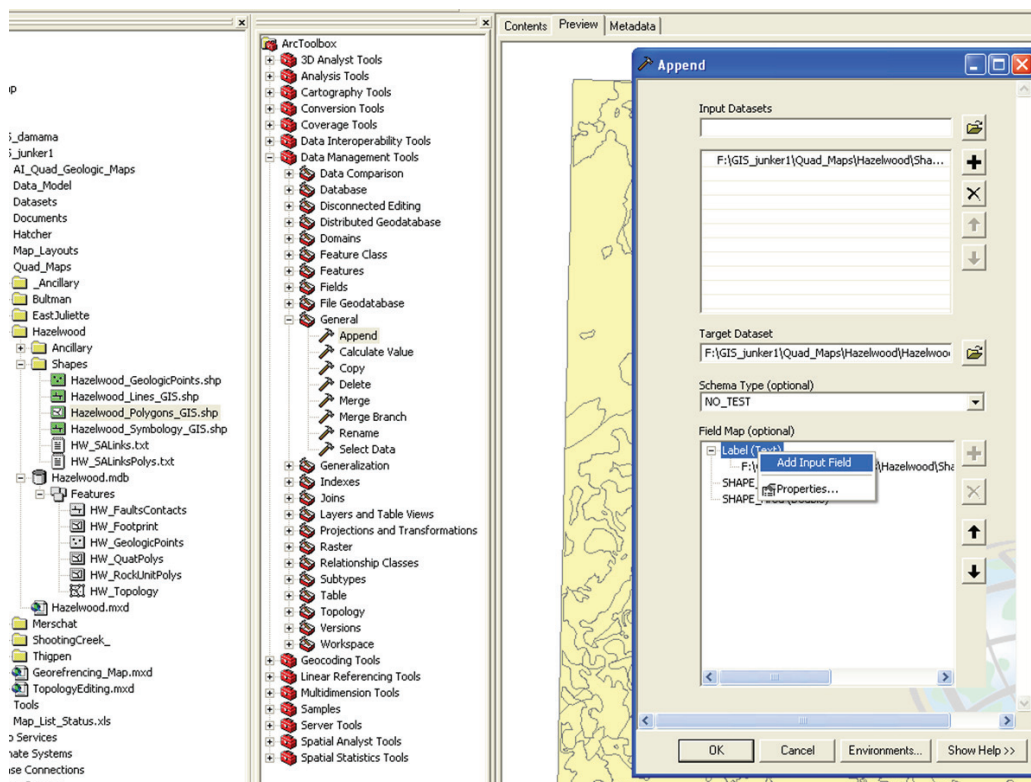 AI_Quad_Geologic_Maps
Data_Model
Datasets
Documents
Hatcher
Map_Layouts
Quad_Maps
_Ancillary
Bultman
EastJuliette
Hazelwood
Ancillary
Shapes
Hazelwood_GeologicPoints.shp
Hazelwood_Lines_GIS.shp
Hazelwood_Polygons_GIS.shp
Hazelwood_Symbology_GIS.shp
HW_SALinks.txt
HW_SALinksPolys.txt
Hazelwood.mdb
Features
HW_FaultsContacts
HW_Footprint
HW_GeologicPoints
HW_QuatPolys
HW_RockUnitPolys
HW_Topology
Hazelwood.mxd
Merschat
ShootingCreek_
Thigpen
Georefrencing_Map.mxd
TopologyEditing.mxd
Tools
Map_List_Status.xls
Services
nate Systems
se Connections
ArcToolbox
3D Analyst Tools
Analysis Tools
Cartography Tools
Conversion Tools
Coverage Tools
Data Interoperability Tools
Data Management Tools
Data Comparison
Database
Disconnected Editing
Distributed Geodatabase
Domains
Feature Class
Features
Fields
File Geodatabase
General
Append
Calculate Value
Copy
Delete
Merge
Merge Branch
Rename
Select Data
Generalization
Indexes
Joins
Layers and Table Views
Projections and Transformations
Raster
Relationship Classes
Subtypes
Table
Topology
Versions
Workspace
Geocoding Tools
Linear Referencing Tools
Multidimension Tools
Samples
Server Tools
Spatial Analyst Tools
Spatial Statistics Tools
Contents Preview Metadata
Append
Input Datasets
F:\GIS_junker1\Quad_Maps\Hazelwood\Sha...
Target Dataset
F:\GIS_junker1\Quad_Maps\Hazelwood\Hazelwoo
Schema Type (optional)
NO_TEST
Field Map (optional)
Label (Text)
Add Input Field
Hazelwood\Sha
SHAPE_
Properties...
OK Cancel Environments... Show Help >>